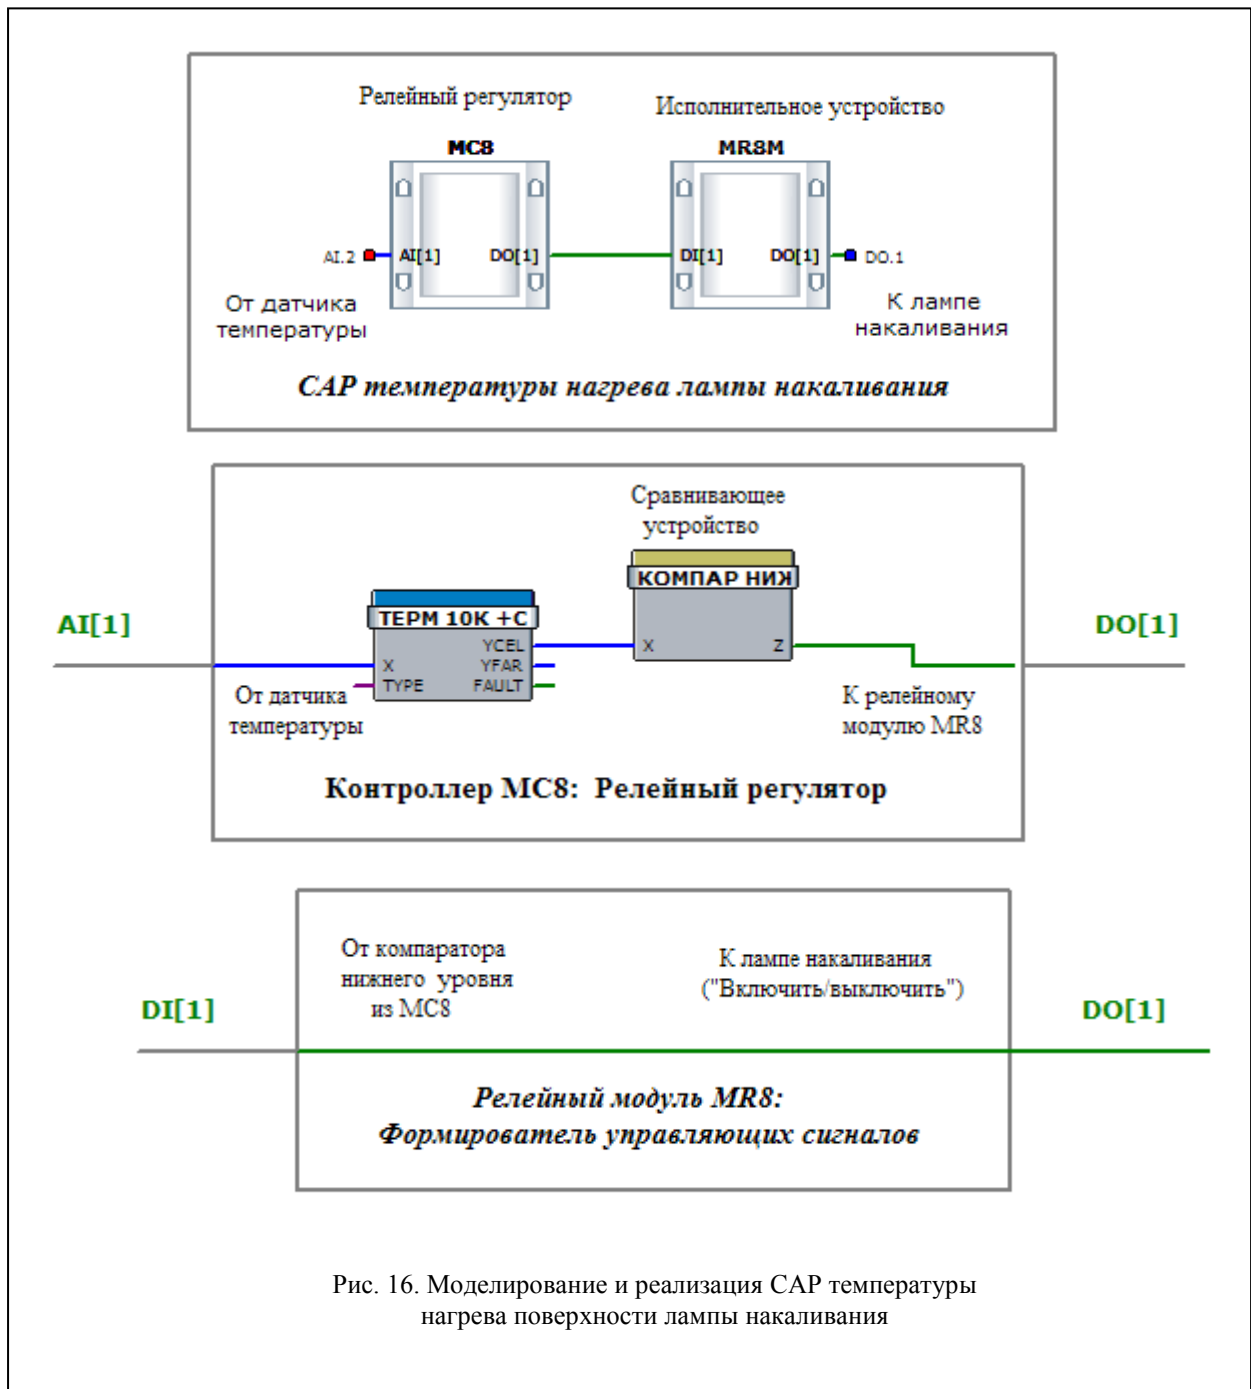 Релейный регулятор
Исполнительное устройство
MC8
MR8M
AI.2
AI[1]
DO[1]
DI[1]
DO[1]
DO.1
От датчика
температуры
К лампе
накаливания
САР температуры нагрева лампы накаливания
Сравнивающее
устройство
КОМПАР НИЖ
ТЕРМ 10K +C
AI[1]
DO[1]
YCEL
X
Z
X
YFAR
TYPE
FAULT
От датчика
температуры
К релейному
модулю MR8
Контроллер MC8: Релейный регулятор
От компаратора
нижнего уровня
из MC8
К лампе накаливания
("Включить/выключить")
DI[1]
DO[1]
Релейный модуль MR8:
Формирователь управляющих сигналов
Рис. 16. Моделирование и реализация САР температуры
нагрева поверхности лампы накаливания